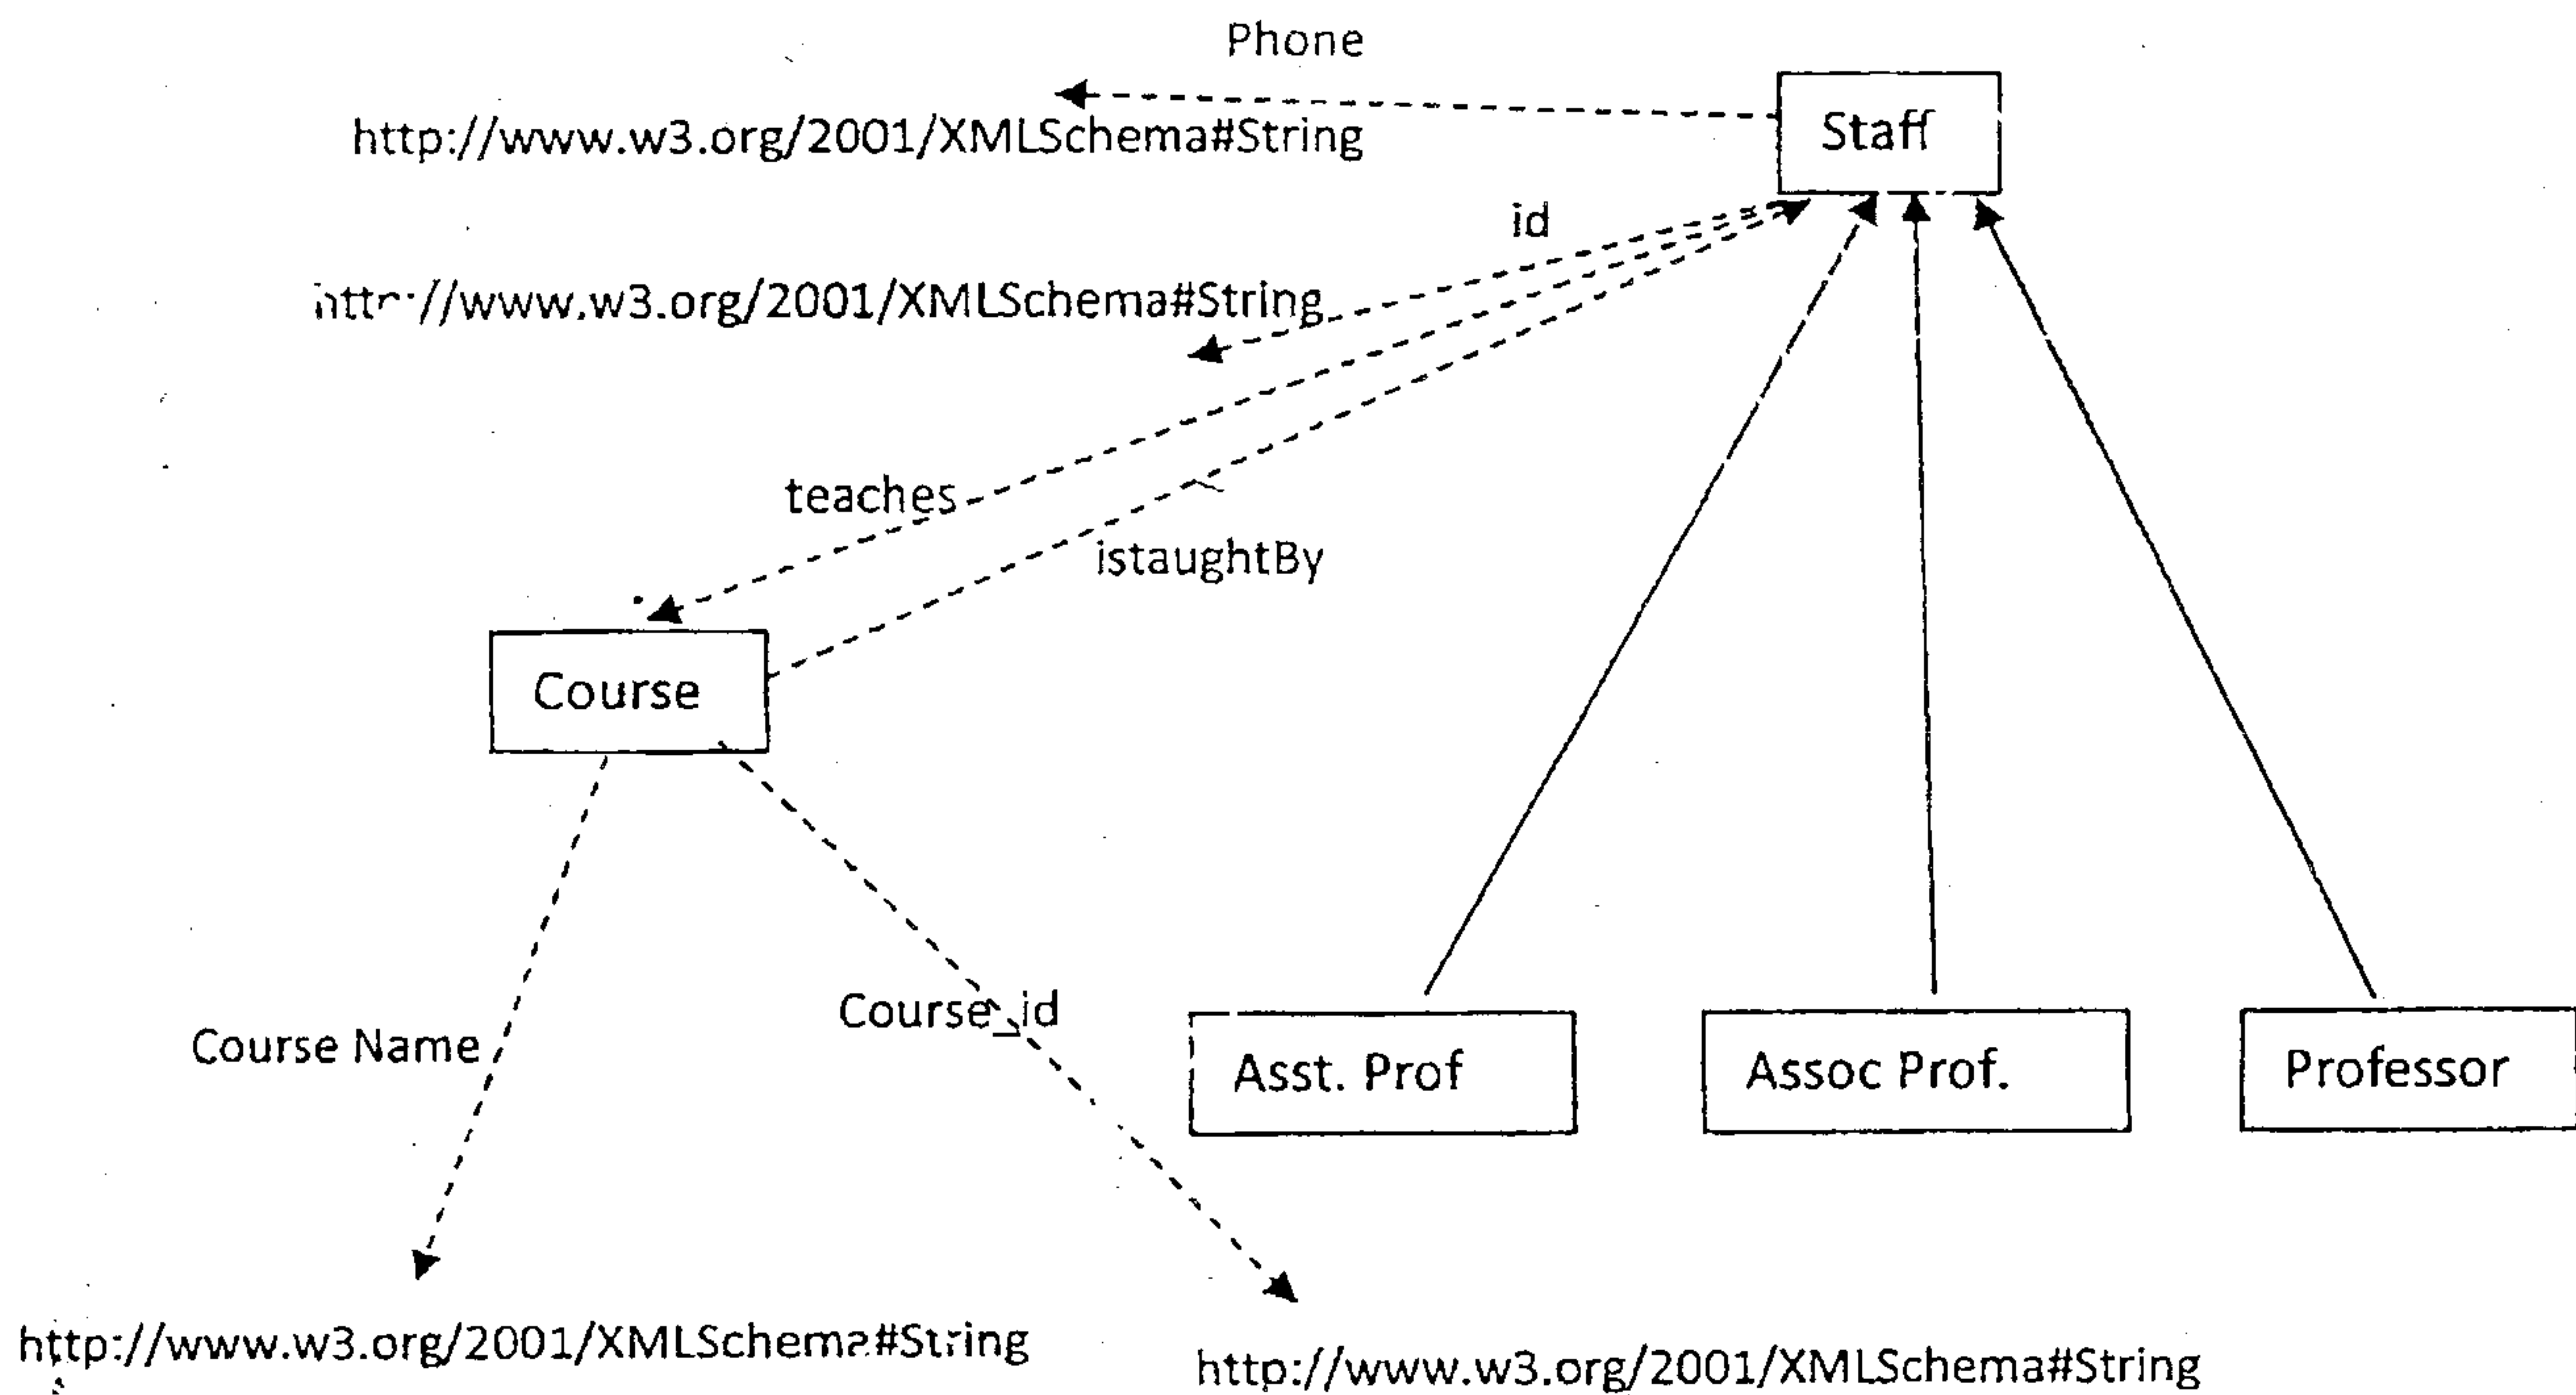 Phone
Staff
http://www.w3.org/2001/XMLSchema#String
id
http://www.w3.org/2001/XMLSchema#String
teaches
istaughtBy
Course
Course Name
Course_id
Asst. Prof
Assoc Prof.
Professor
http://www.w3.org/2001/XMLSchema#String
http://www.w3.org/2001/XMLSchema#String